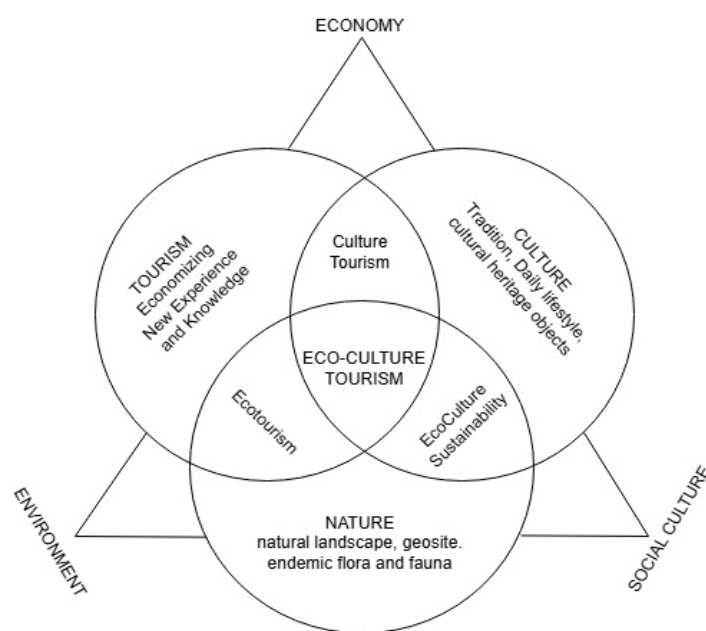 ECONOMY
TOURISM
Economizing
New Experience
and Knowledge
Culture
Tourism
CULTURE
Tradition, Daily lifestyle,
cultural heritage objects
ECO-CULTURE
TOURISM
Ecotourism
EcoCulture
Sustainability
ENVIRONMENT
NATURE
natural landscape, geosite.
endemic flora and fauna
SOCIAL CULTURE